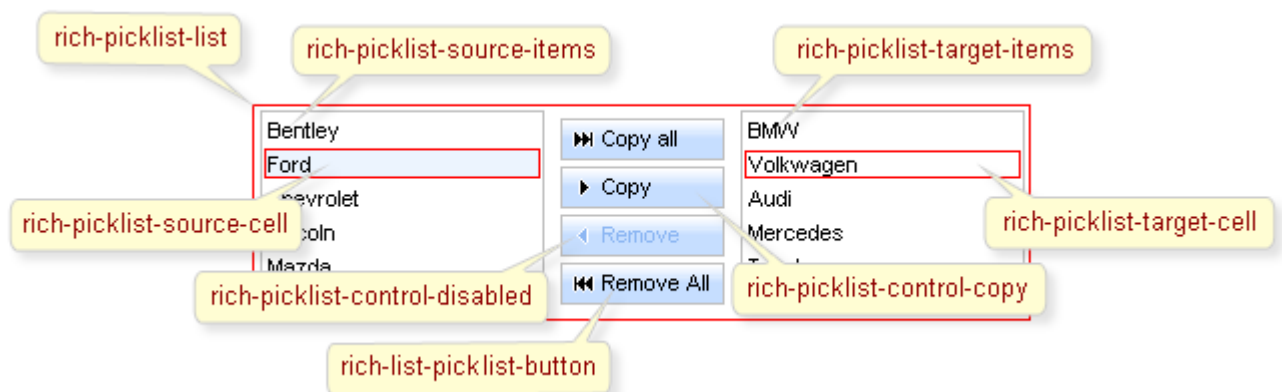 rich-picklist-list
rich-picklist-source-items
rich-picklist-target-items
Bentley
Ford
Copy all
Copy
Remove
Remove All
BMW
Volkwagen
Audi
Mercedes
Mazda
rich-picklist-source-cell
rich-picklist-target-cell
rich-picklist-control-disabled
rich-picklist-control-copy
rich-list-picklist-button